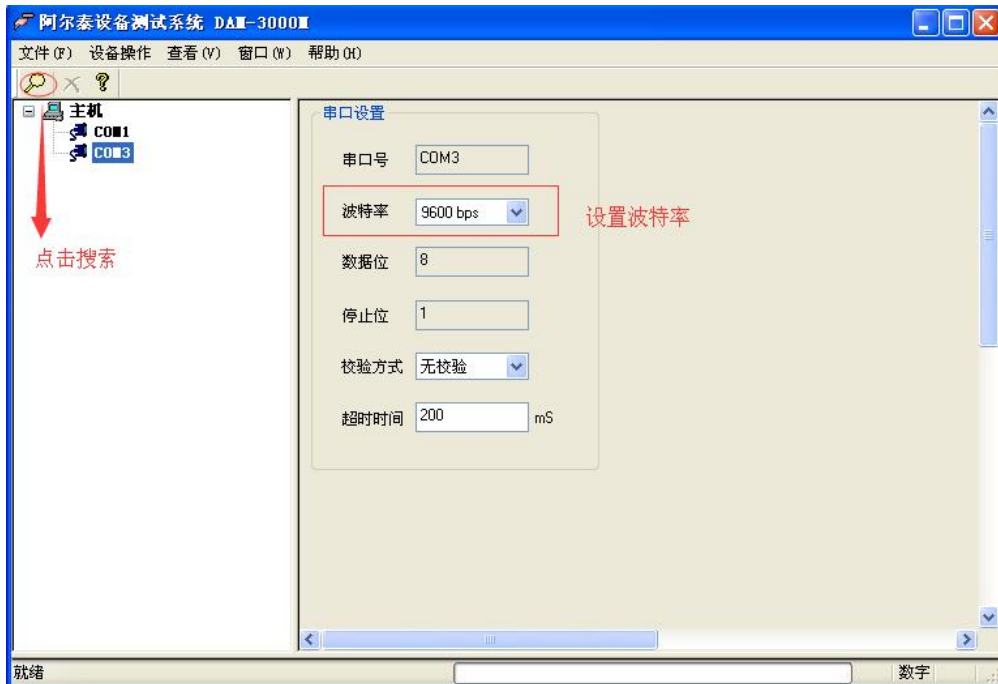 阿尔泰设备测试系统 DAM-3000M
文件(F) 设备操作 查看(V) 窗口(W) 帮助(H)
主机
COM1
COM3
点击搜索
串口设置
串口号 COM3
波特率 9600 bps
设置波特率
数据位 8
停止位 1
校验方式 无校验
超时时间 200 mS
就绪
数字